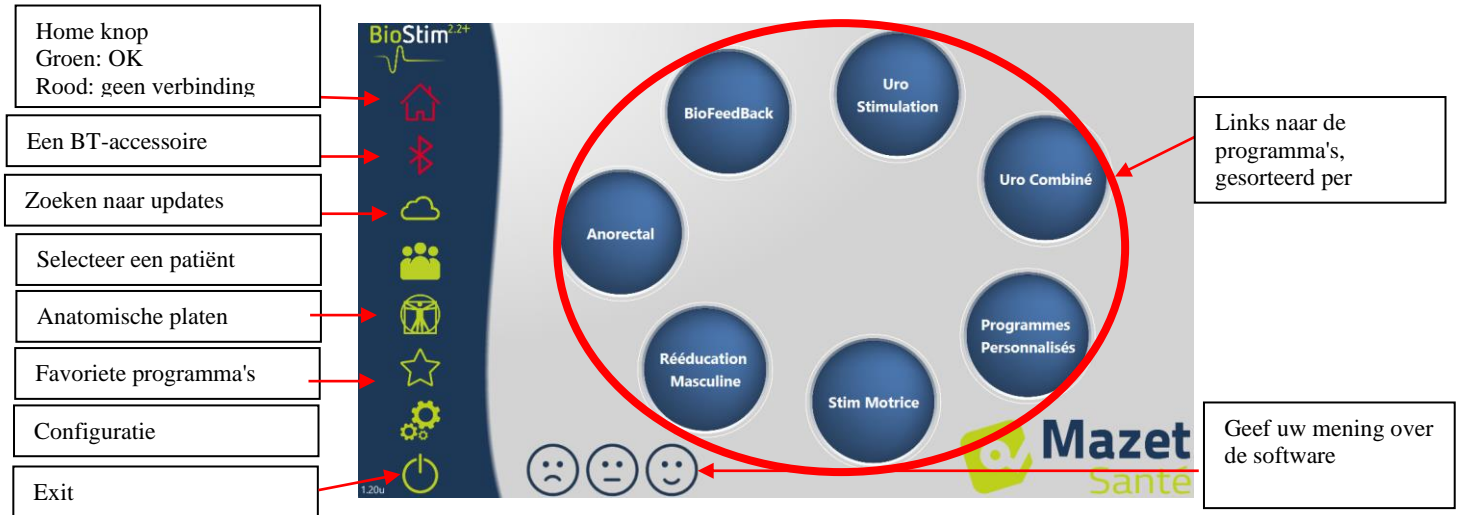 Home knop
Groen: OK
Rood: geen verbinding
Een BT-accessoire
Zoeken naar updates
Selecteer een patiënt
Anatomische platen
Favoriete programma's
Configuratie
Exit
BioStim2.2+
1.20u
BioFeedBack
Uro
Stimulation
Uro Combiné
Anorectal
Programmes
Personnalisés
Rééducation
Masculine
Stim Motrice
Mazet
Santé
Links naar de
programma's,
gesorteerd per
Geef uw mening over
de software